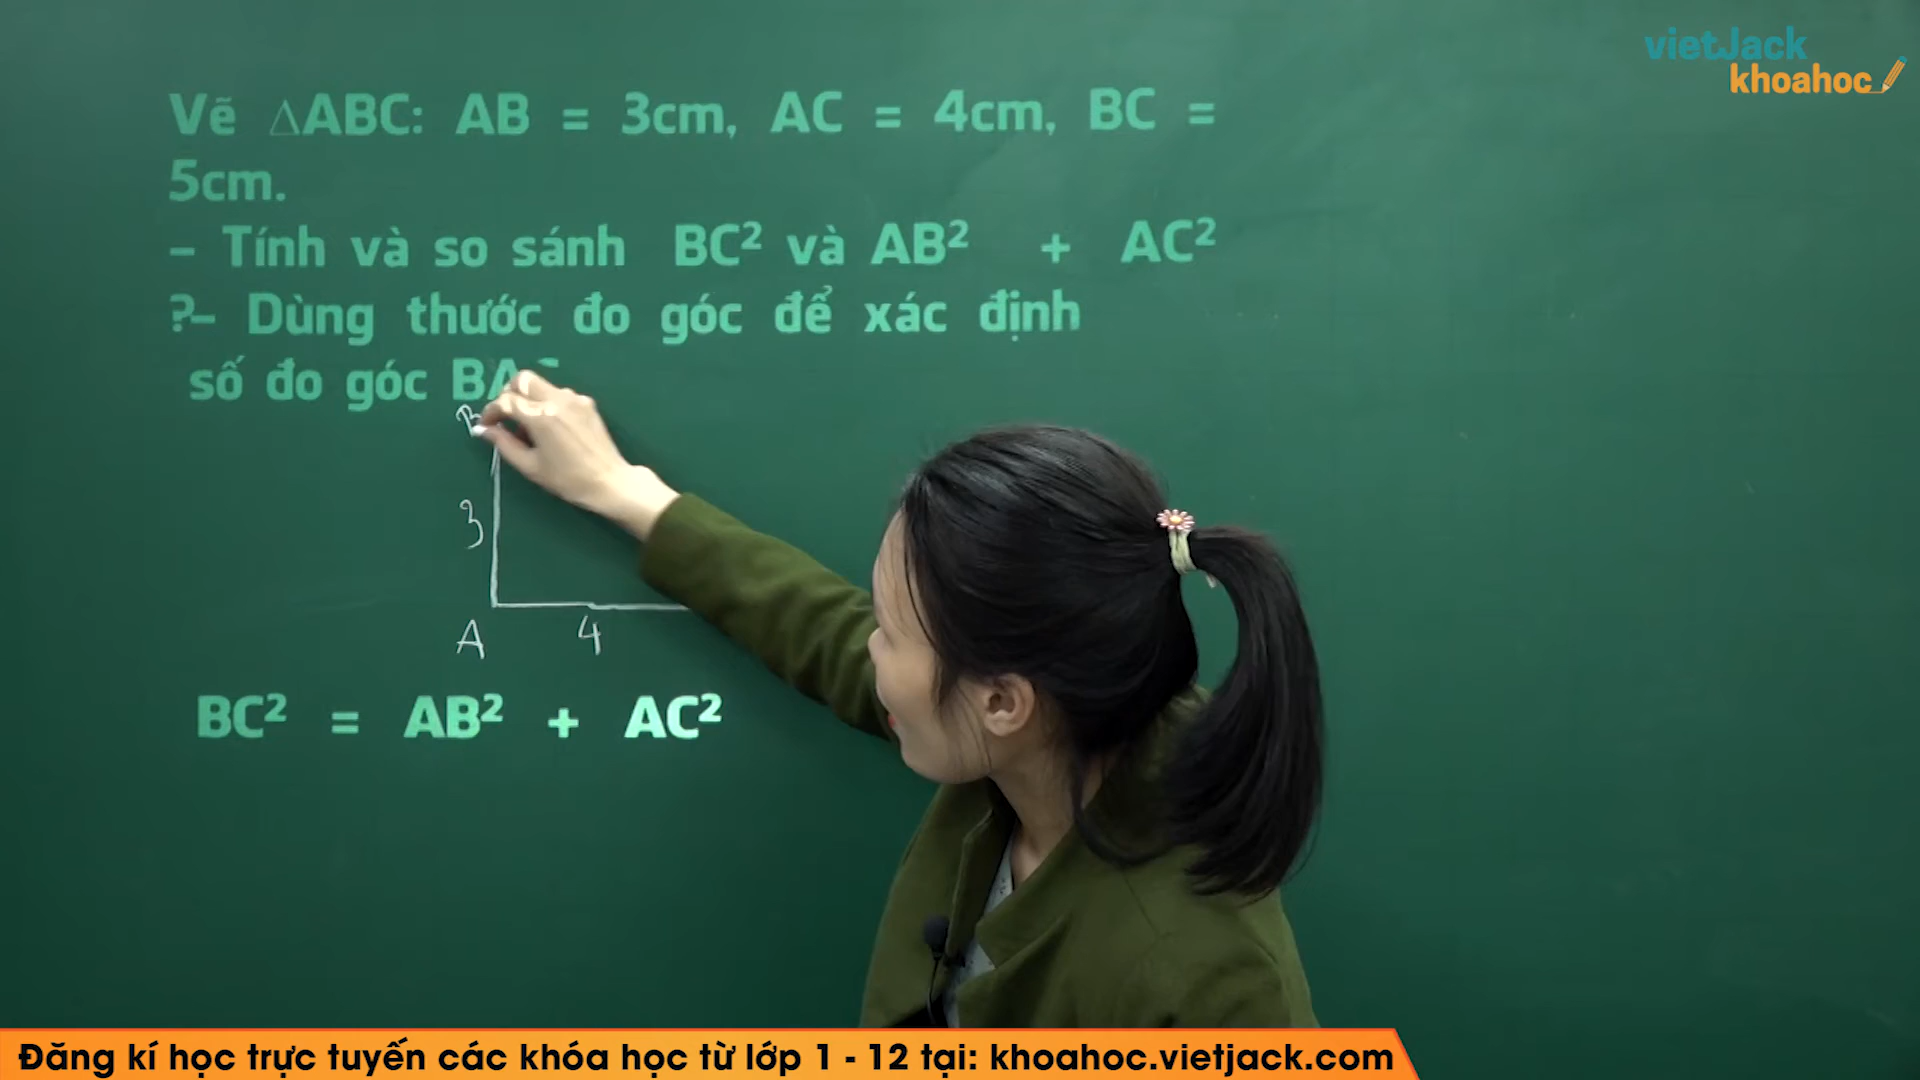 vietJack
khoahoc
Vẽ ∆ABC: AB = 3cm, AC = 4cm, BC =
5cm.
– Tính và so sánh BC² và AB² + AC²
?– Dùng thước đo góc để xác định
số đo góc
B
3
A
4
BC² = AB² + AC²
Đăng kí học trực tuyến các khóa học từ lớp 1 - 12 tại: khoahoc.vietjack.com